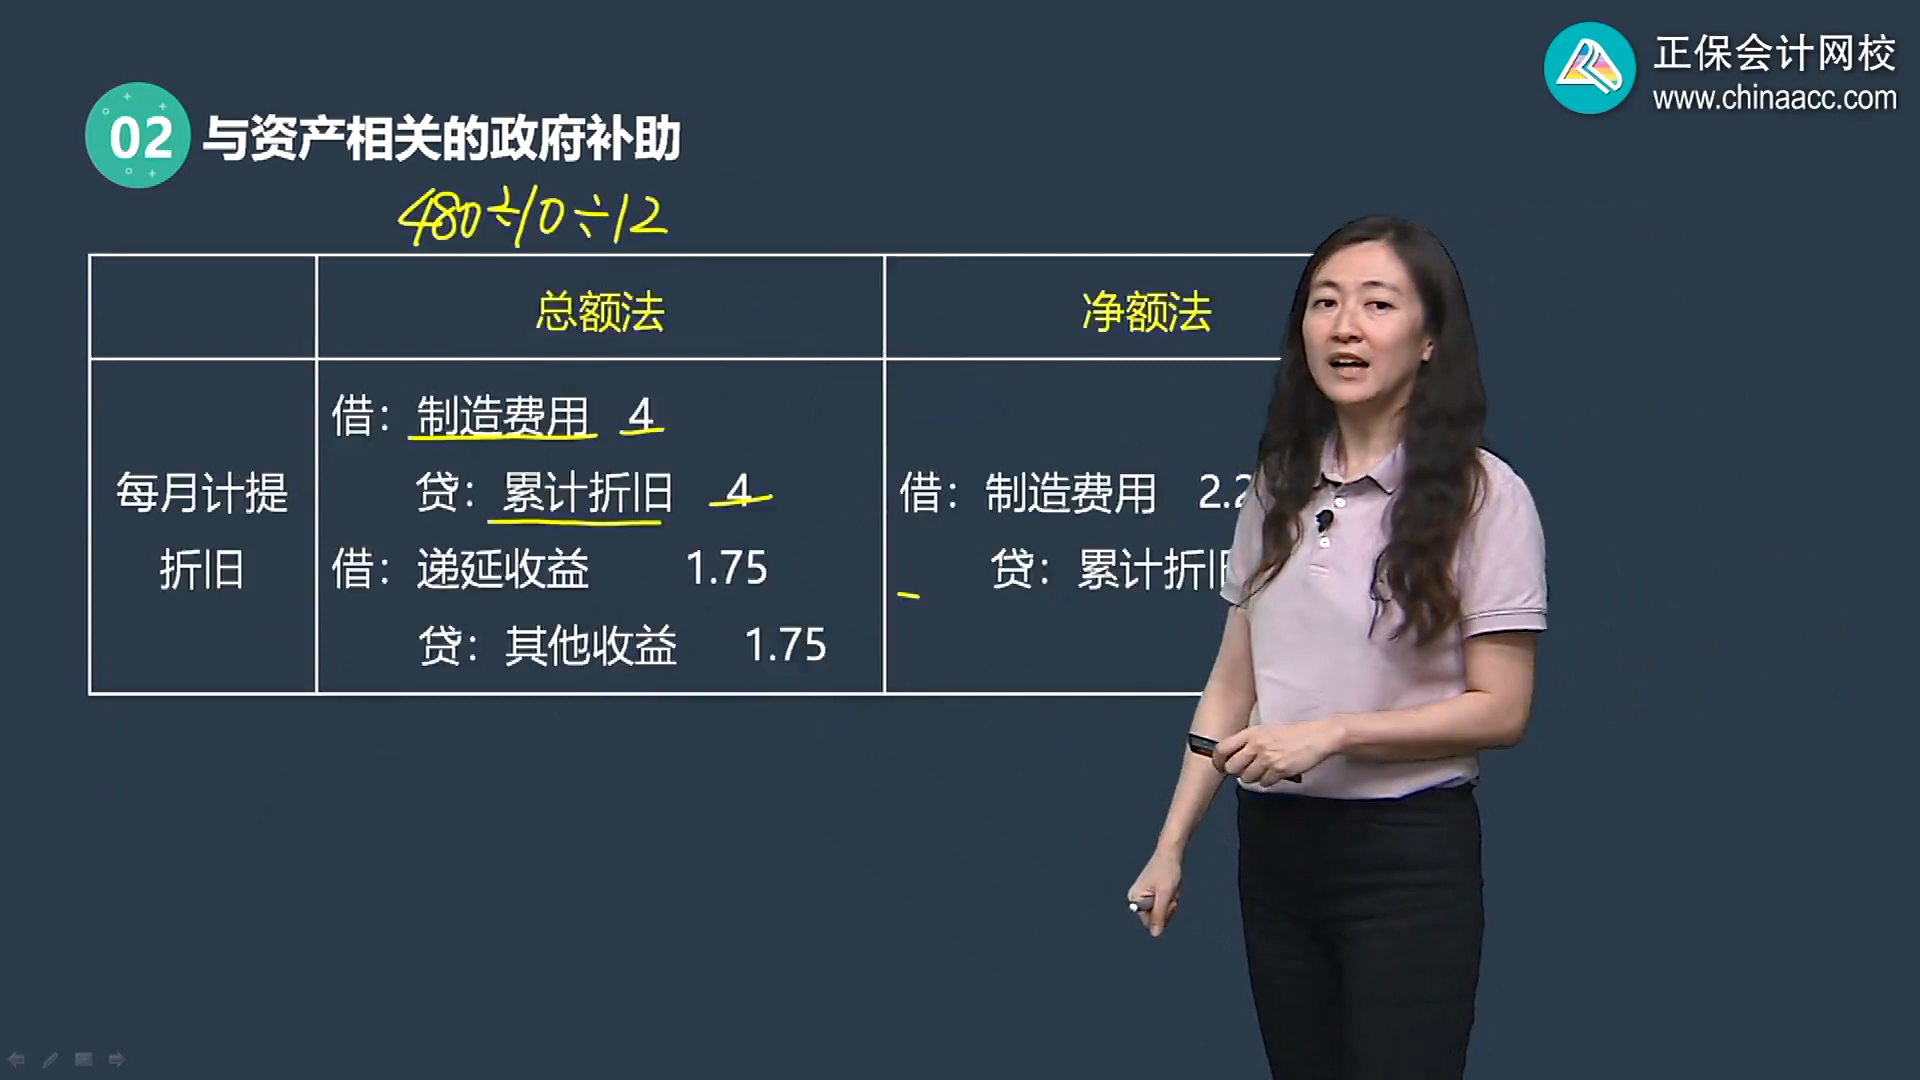 正保会计网校
www.chinaacc.com
02 与资产相关的政府补助
480÷10÷12
总额法 净额法
每月计提
折旧
借：制造费用 4
贷：累计折旧 4
借：递延收益 1.75
贷：其他收益 1.75
借：制造费用 2.2
贷：累计折旧